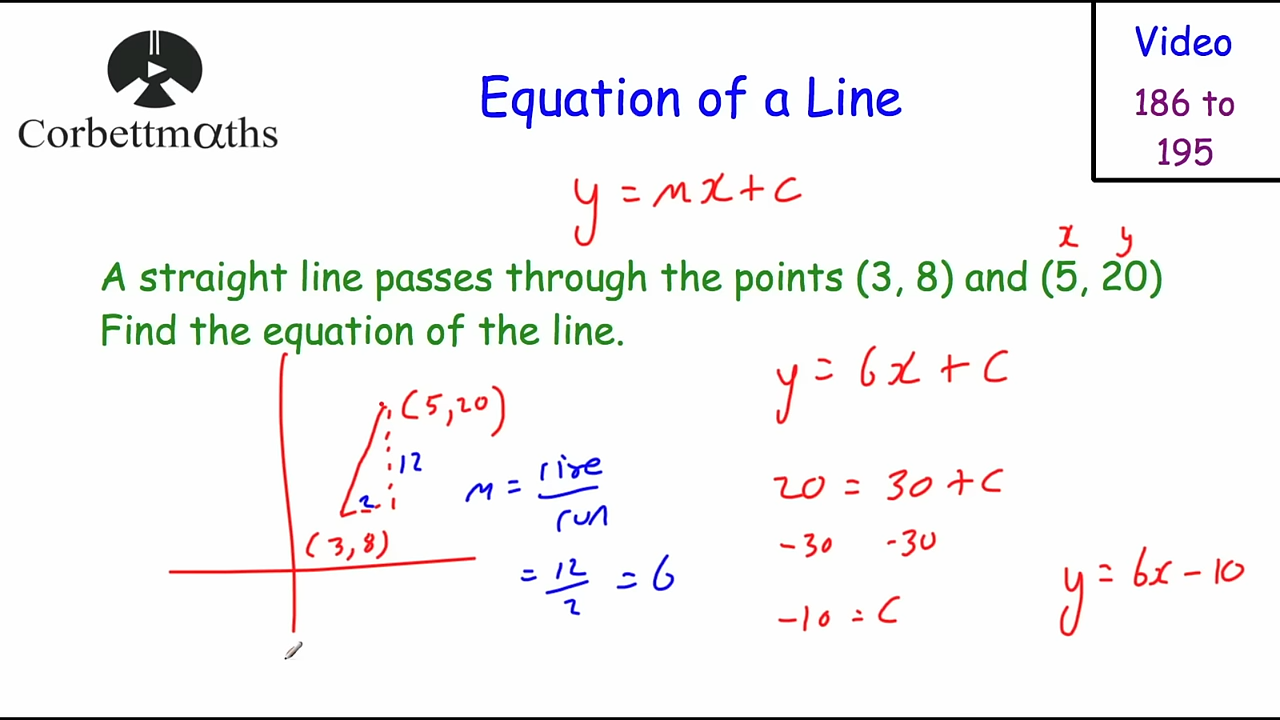 Corbettmαths
Equation of a Line
Video
186 to
195
y = mx + c
x y
A straight line passes through the points (3, 8) and (5, 20)
Find the equation of the line.
(5,20)
12
2
(3,8)
m = rise
run
= 12
2
= 6
y = 6x + c
20 = 30 + c
-30 -30
-10 = c
y = 6x - 10